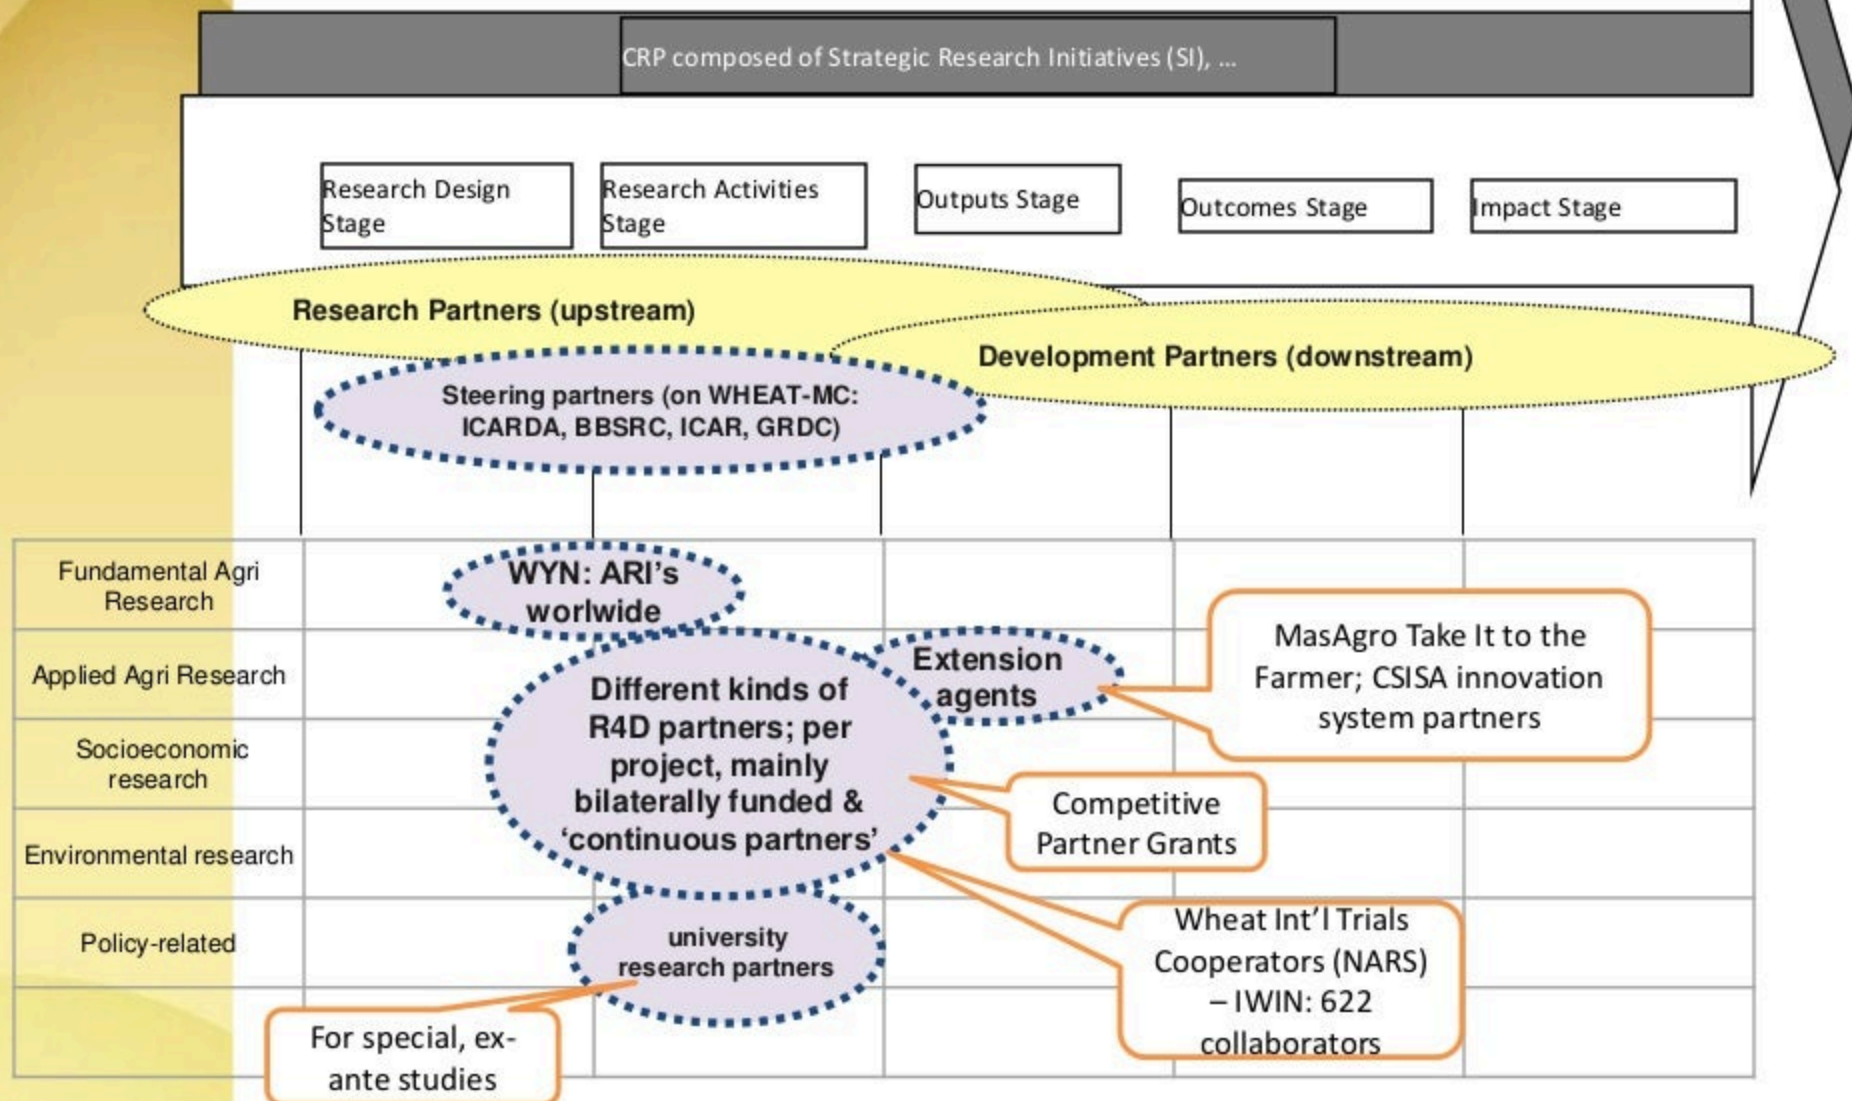 CRP composed of Strategic Research Initiatives (SI), ...
Research Design
Stage
Research Activities
Stage
Outputs Stage
Outcomes Stage
Impact Stage
Research Partners (upstream)
Development Partners (downstream)
Steering partners (on WHEAT-MC:
ICARDA, BBSRC, ICAR, GRDC)
Fundamental Agri
Research
WYN: ARI's
worlwide
Applied Agri Research
Extension
agents
MasAgro Take It to the
Farmer; CSISA innovation
system partners
Different kinds of
R4D partners; per
project, mainly
bilaterally funded &
‘continuous partners’
Socioeconomic
research
Competitive
Partner Grants
Environmental research
Wheat Int’l Trials
Cooperators (NARS)
– IWIN: 622
collaborators
Policy-related
university
research partners
For special, ex-
ante studies